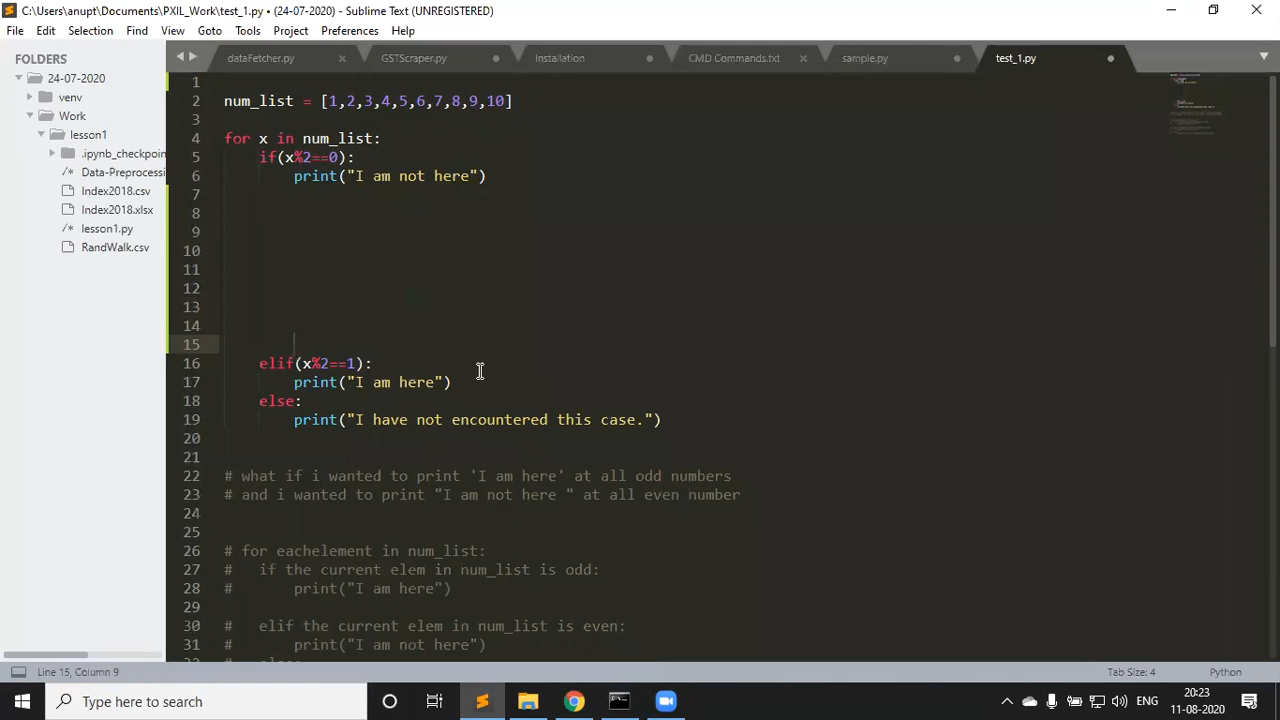 C:\Users\anupt\Documents\PXIL_Work\test_1.py • (24-07-2020) - Sublime Text (UNREGISTERED)
File Edit Selection Find View Goto Tools Project Preferences Help
FOLDERS
24-07-2020
venv
Work
lesson1
.ipynb_checkpoin
Data-Preprocessi
Index2018.csv
Index2018.xlsx
lesson1.py
RandWalk.csv
dataFetcher.py GSTScraper.py Installation CMD Commands.txt sample.py test_1.py
1
2 num_list = [1,2,3,4,5,6,7,8,9,10]
3
4 for x in num_list:
5 if(x%2==0):
6 print("I am not here")
7
8
9
10
11
12
13
14
15
16 elif(x%2==1):
17 print("I am here")
18 else:
19 print("I have not encountered this case.")
20
21
22 # what if i wanted to print 'I am here' at all odd numbers
23 # and i wanted to print "I am not here " at all even number
24
25
26 # for eachelement in num_list:
27 # if the current elem in num_list is odd:
28 # print("I am here")
29
30 # elif the current elem in num_list is even:
31 # print("I am not here")
Line 15, Column 9 Tab Size: 4 Python
Type here to search
ENG
20:23
11-08-2020